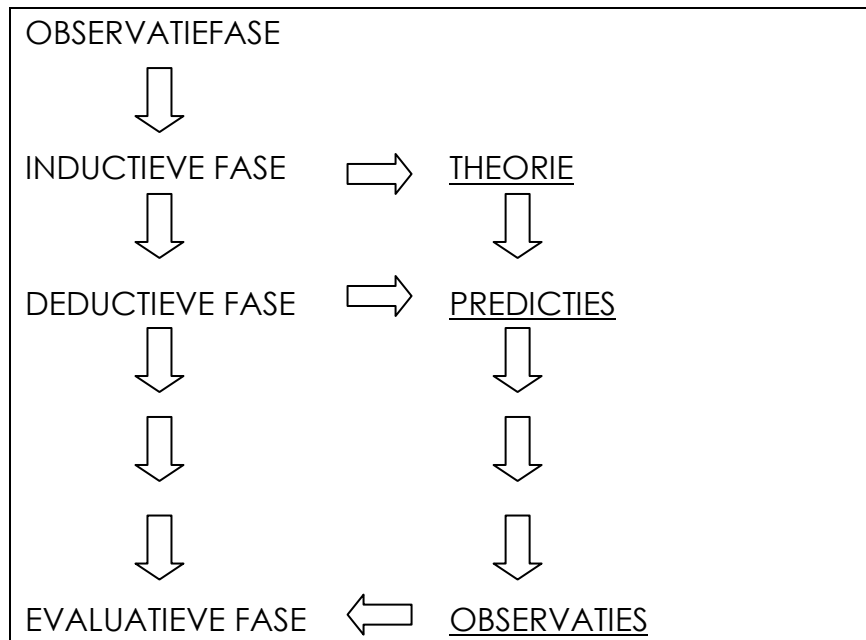 OBSERVATIEFASE
INDUCTIEVE FASE THEORIE
DEDUCTIEVE FASE PREDICTIES
EVALUATIEVE FASE OBSERVATIES